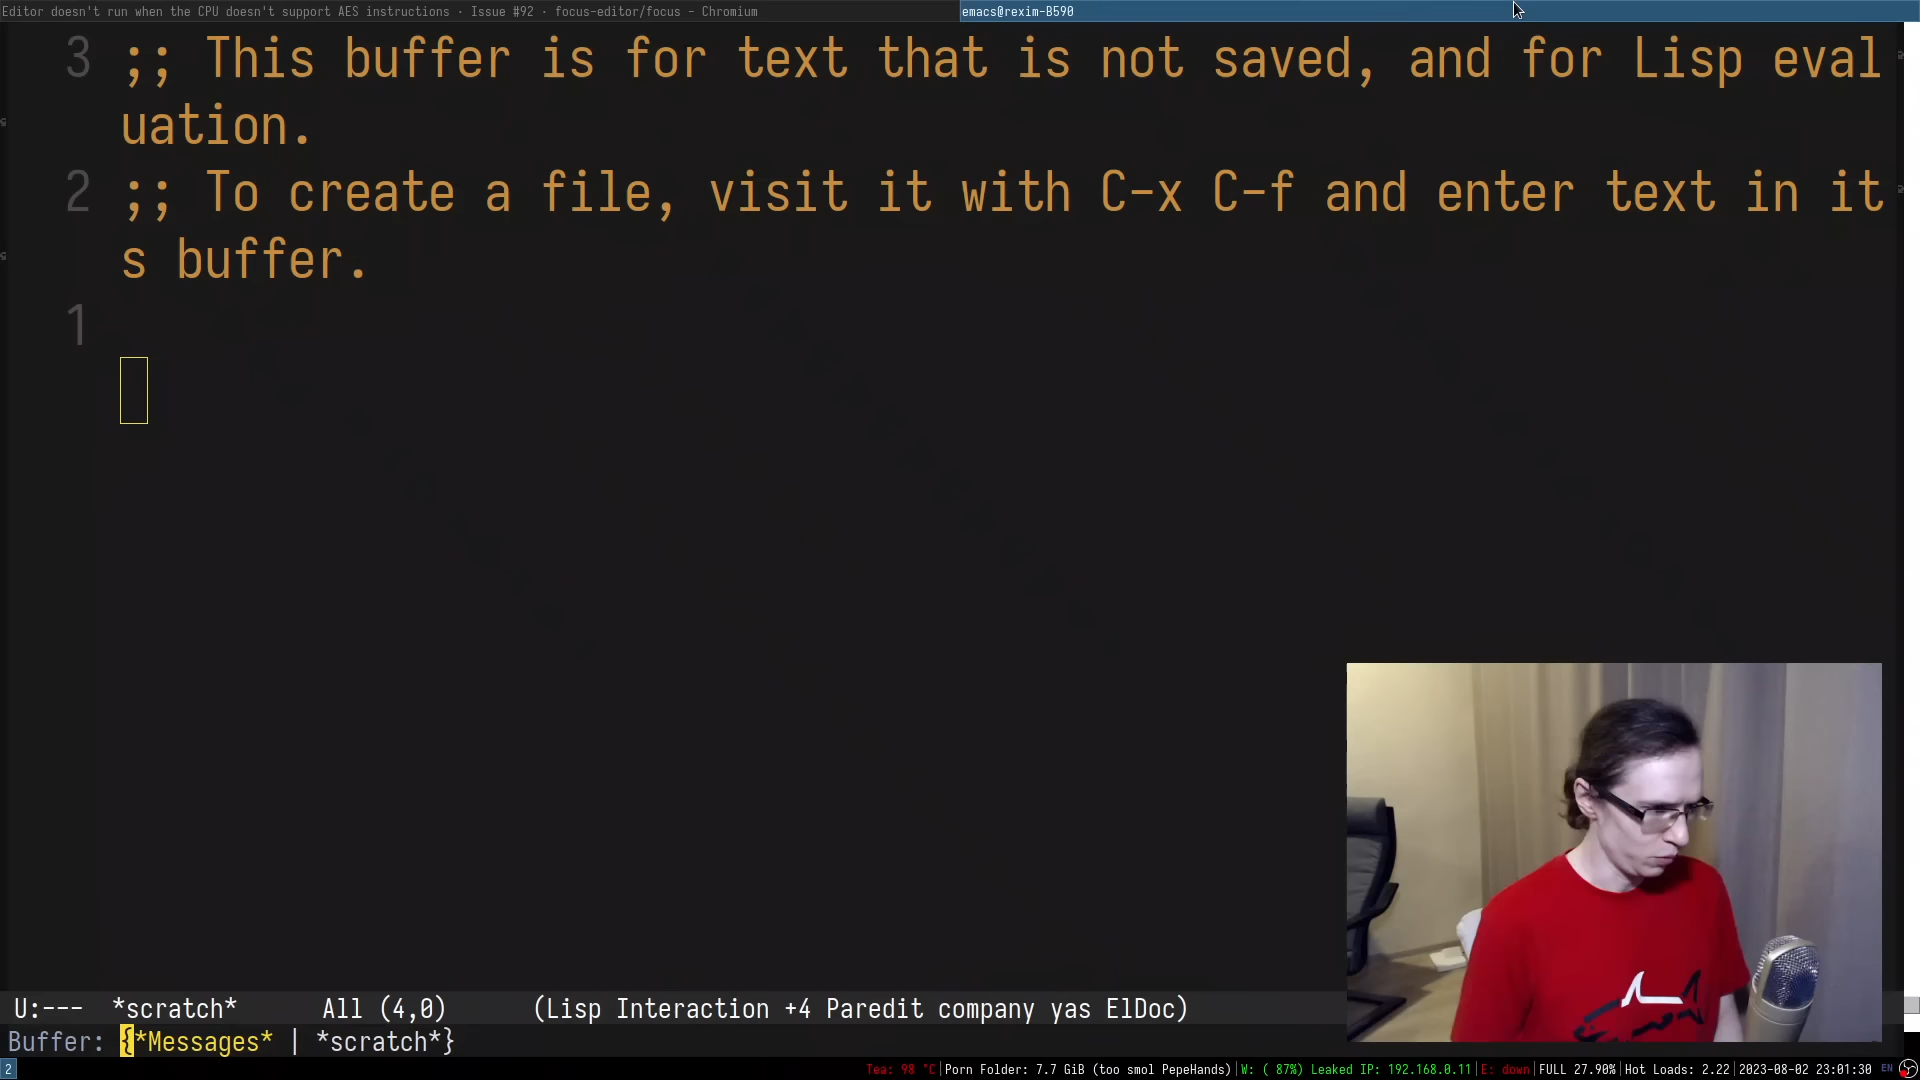 Editor doesn't run when the CPU doesn't support AES instructions · Issue #92 · focus-editor/focus - Chromium
emacs@rexim-B590
3 ;; This buffer is for text that is not saved, and for Lisp eval
uation.
2 ;; To create a file, visit it with C-x C-f and enter text in it
s buffer.
1
U:--- *scratch* All (4,0) (Lisp Interaction +4 Paredit company yas ElDoc)
Buffer: {*Messages* | *scratch*}
2
Tea: 98 °C|Porn Folder: 7.7 GiB (too smol PepeHands)|W: ( 87%) Leaked IP: 192.168.0.11|E: down|FULL 27.90%|Hot Loads: 2.22|2023-08-02 23:01:30 EN